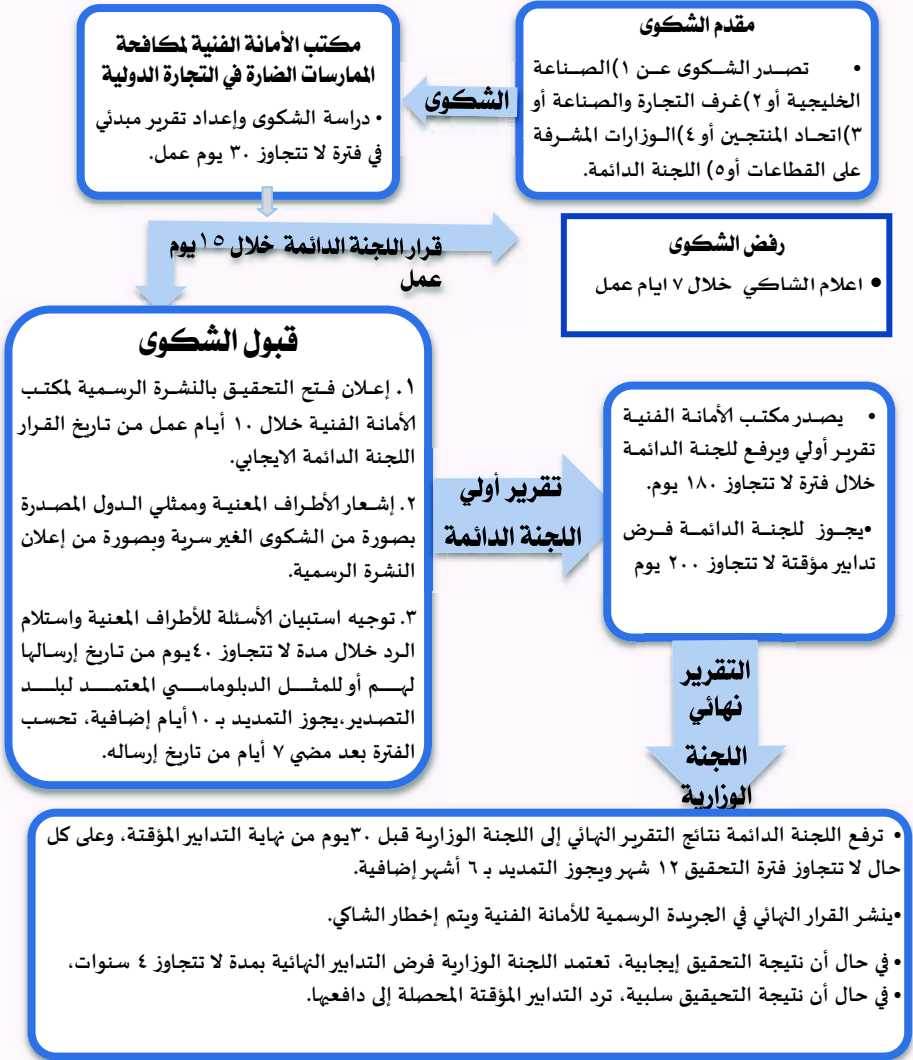 مقدم الشكوى
• تصدر الشكوى عن ١)الصناعة
الخليجية أو ٢)غرف التجارة والصناعة أو
٣)اتحاد المنتجين أو ٤)الوزارات المشرفة
على القطاعات أو٥) اللجنة الدائمة.
الشكوى
مكتب الأمانة الفنية لمكافحة
الممارسات الضارة في التجارة الدولية
• دراسة الشكوى وإعداد تقرير مبدئي
في فترة لا تتجاوز ٣٠ يوم عمل.
قرار اللجنة الدائمة خلال ١٥يوم
عمل
رفض الشكوى
• اعلام الشاكي خلال ٧ ايام عمل
قبول الشكوى
١. إعلان فتح التحقيق بالنشرة الرسمية لمكتب
الأمانة الفنية خلال ١٠ أيام عمل من تاريخ القرار
اللجنة الدائمة الايجابي.
٢. إشعار الأطراف المعنية وممثلي الدول المصدرة
بصورة من الشكوى الغير سرية وبصورة من إعلان
النشرة الرسمية.
٣. توجيه استبيان الأسئلة للأطراف المعنية واستلام
الرد خلال مدة لا تتجاوز ٤٠يوم من تاريخ إرسالها
لهم أو للمثل الدبلوماسي المعتمد لبلد
التصدير،يجوز التمديد بـ ١٠أيام إضافية، تحسب
الفترة بعد مضي ٧ أيام من تاريخ إرساله.
تقرير أولي
اللجنة الدائمة
• يصدر مكتب الأمانة الفنية
تقرير أولي ويرفع للجنة الدائمة
خلال فترة لا تتجاوز ١٨٠ يوم.
•يجوز للجنة الدائمة فرض
تدابير مؤقتة لا تتجاوز ٢٠٠ يوم
التقرير
نهائي
اللجنة
الوزارية
• ترفع اللجنة الدائمة نتائج التقرير النهائي إلى اللجنة الوزارية قبل ٣٠يوم من نهاية التدابير المؤقتة، وعلى كل
حال لا تتجاوز فترة التحقيق ١٢ شهر ويجوز التمديد بـ ٦ أشهر إضافية.
•ينشر القرار النهائي في الجريدة الرسمية للأمانة الفنية ويتم إخطار الشاكي.
• في حال أن نتيجة التحقيق إيجابية، تعتمد اللجنة الوزارية فرض التدابير النهائية بمدة لا تتجاوز ٤ سنوات،
• في حال أن نتيجة التحيقيق سلبية، ترد التدابير المؤقتة المحصلة إلى دافعها.